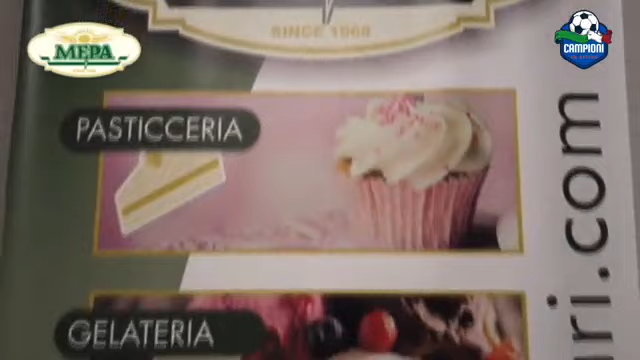 SINCE 1968
MEPA
CAMPIONI
PASTICCERIA
GELATERIA
ri.com